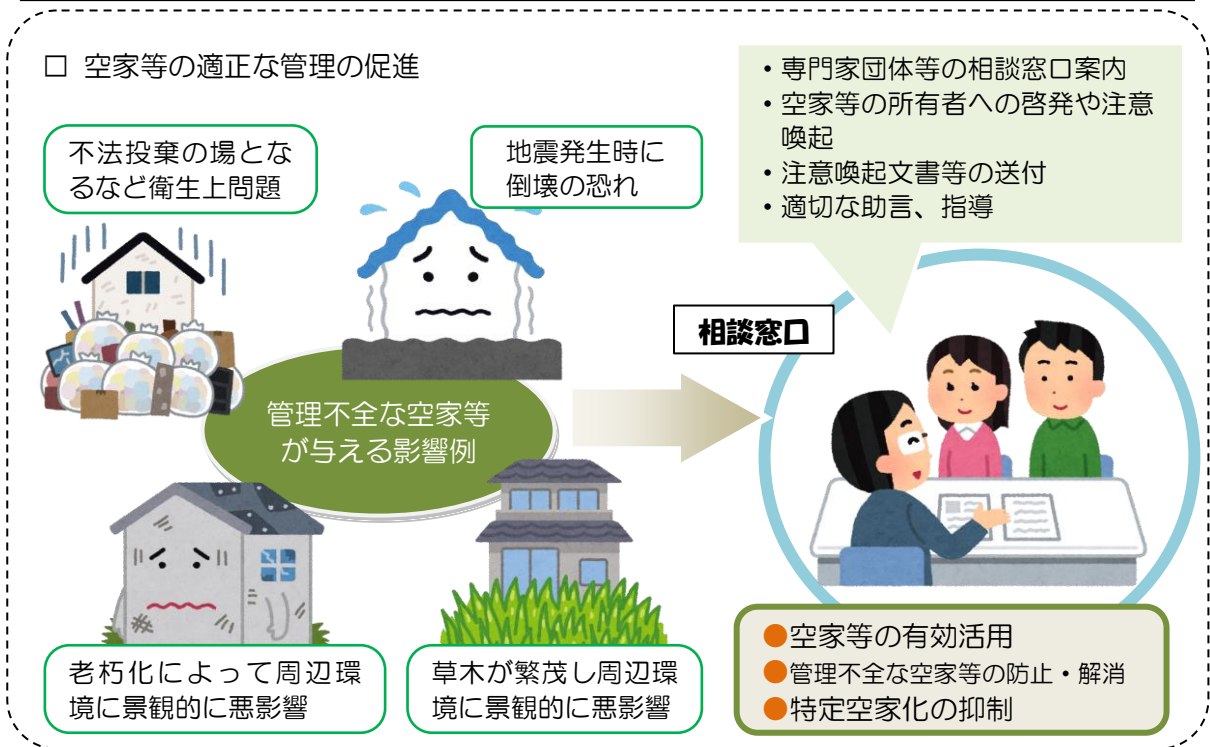 □ 空家等の適正な管理の促進
不法投棄の場とな
るなど衛生上問題
地震発生時に
倒壊の恐れ
管理不全な空家等
が与える影響例
老朽化によって周辺環
境に景観的に悪影響
草木が繁茂し周辺環
境に景観的に悪影響
・専門家団体等の相談窓口案内
・空家等の所有者への啓発や注意
喚起
・注意喚起文書等の送付
・適切な助言、指導
相談窓口
●空家等の有効活用
●管理不全な空家等の防止・解消
●特定空家化の抑制